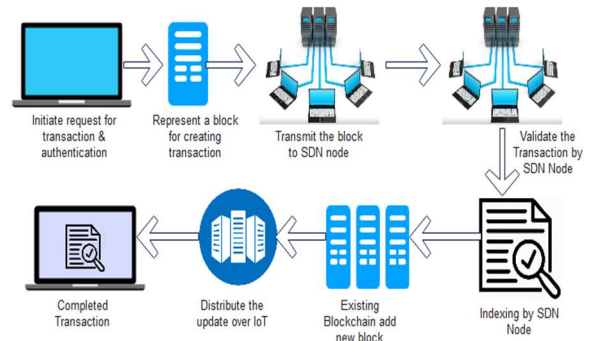 Initiate request for
transaction &
authentication
Represent a block
for creating
transaction
Transmit the block
to SDN node
Validate the
Transaction by
SDN Node
Completed
Transaction
Distribute the
update over IoT
Existing
Blockchain add
new block
Indexing by SDN
Node